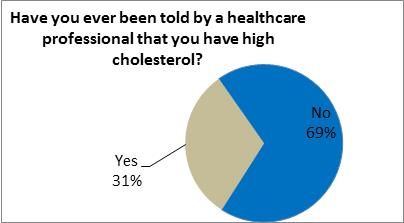 Have you ever been told by a healthcare
professional that you have high
cholesterol?
No
69%
Yes
31%